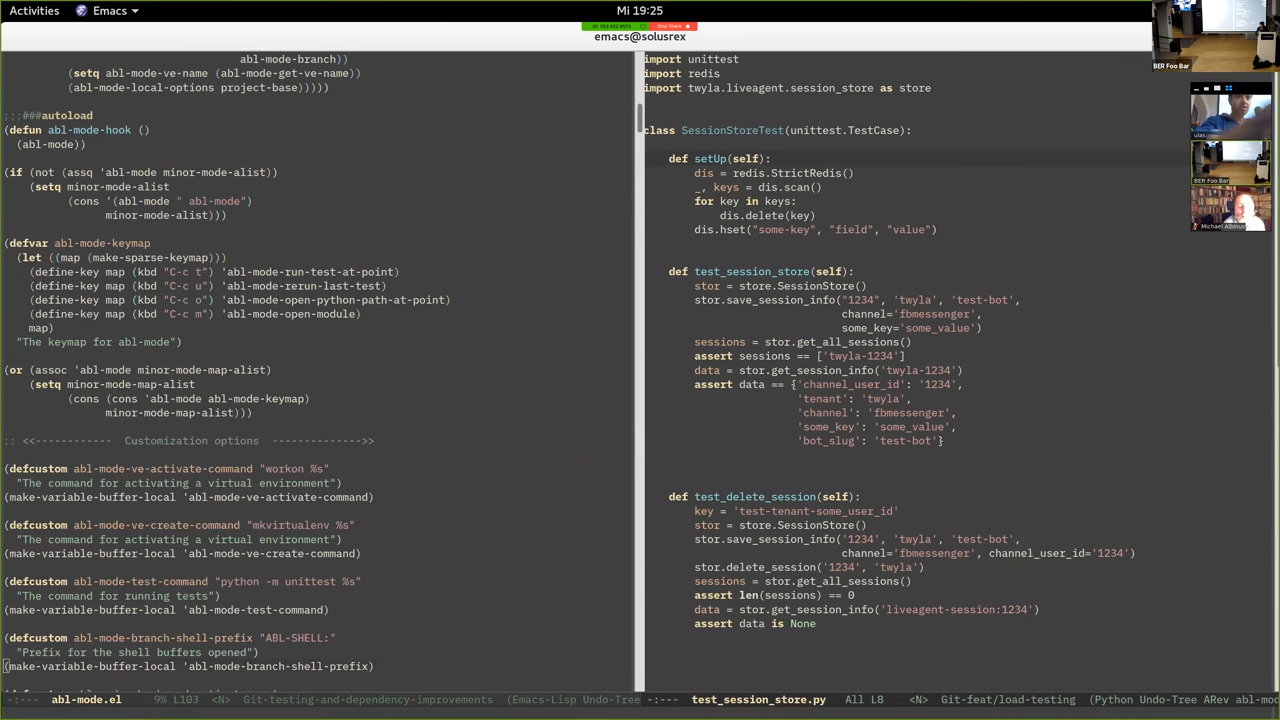 Activities
Emacs
Mi 19:25
ID: 553 492 9973
Stop Share
emacs@solusrex
abl-mode-branch))
(setq abl-mode-ve-name (abl-mode-get-ve-name))
(abl-mode-local-options project-base)))))
;;;###autoload
(defun abl-mode-hook ()
(abl-mode))
(if (not (assq 'abl-mode minor-mode-alist))
(setq minor-mode-alist
(cons '(abl-mode " abl-mode")
minor-mode-alist)))
(defvar abl-mode-keymap
(let ((map (make-sparse-keymap)))
(define-key map (kbd "C-c t") 'abl-mode-run-test-at-point)
(define-key map (kbd "C-c u") 'abl-mode-rerun-last-test)
(define-key map (kbd "C-c o") 'abl-mode-open-python-path-at-point)
(define-key map (kbd "C-c m") 'abl-mode-open-module)
map)
"The keymap for abl-mode")
(or (assoc 'abl-mode minor-mode-map-alist)
(setq minor-mode-map-alist
(cons (cons 'abl-mode abl-mode-keymap)
minor-mode-map-alist)))
;; <<------------  Customization options  -------------->>
(defcustom abl-mode-ve-activate-command "workon %s"
"The command for activating a virtual environment")
(make-variable-buffer-local 'abl-mode-ve-activate-command)
(defcustom abl-mode-ve-create-command "mkvirtualenv %s"
"The command for activating a virtual environment")
(make-variable-buffer-local 'abl-mode-ve-create-command)
(defcustom abl-mode-test-command "python -m unittest %s"
"The command for running tests")
(make-variable-buffer-local 'abl-mode-test-command)
(defcustom abl-mode-branch-shell-prefix "ABL-SHELL:"
"Prefix for the shell buffers opened")
(make-variable-buffer-local 'abl-mode-branch-shell-prefix)
-:---  abl-mode.el     9% L103  <N>  Git-testing-and-dependency-improvements  (Emacs-Lisp Undo-Tree
import unittest
import redis
import twyla.liveagent.session_store as store
class SessionStoreTest(unittest.TestCase):
def setUp(self):
dis = redis.StrictRedis()
_, keys = dis.scan()
for key in keys:
dis.delete(key)
dis.hset("some-key", "field", "value")
def test_session_store(self):
stor = store.SessionStore()
stor.save_session_info("1234", 'twyla', 'test-bot',
channel='fbmessenger',
some_key='some_value')
sessions = stor.get_all_sessions()
assert sessions == ['twyla-1234']
data = stor.get_session_info('twyla-1234')
assert data == {'channel_user_id': '1234',
'tenant': 'twyla',
'channel': 'fbmessenger',
'some_key': 'some_value',
'bot_slug': 'test-bot'}
def test_delete_session(self):
key = 'test-tenant-some_user_id'
stor = store.SessionStore()
stor.save_session_info('1234', 'twyla', 'test-bot',
channel='fbmessenger', channel_user_id='1234')
stor.delete_session('1234', 'twyla')
sessions = stor.get_all_sessions()
assert len(sessions) == 0
data = stor.get_session_info('liveagent-session:1234')
assert data is None
-:---  test_session_store.py   All L8   <N>  Git-feat/load-testing  (Python Undo-Tree ARev abl-mo
BER Foo Bar
ulas
BER Foo Bar
Michael Albinus